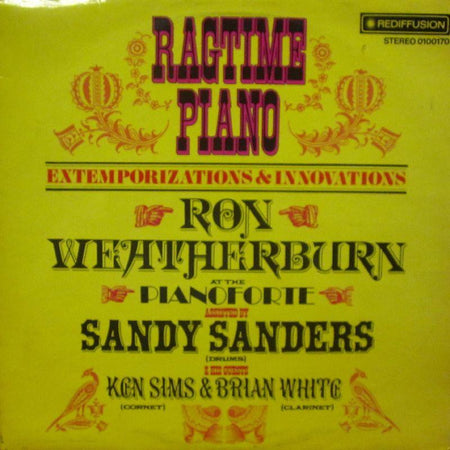 REDIFFUSION
STEREO 0100170
RAGTIME
PIANO
EXTEMPORIZATIONS & INNOVATIONS
RON
WEATHERBURN
AT THE
PIANOFORTE
ASSISTED BY
SANDY SANDERS
(DRUMS)
& HIS GUESTS
KEN SIMS & BRIAN WHITE
(CORNET) (CLARINET)